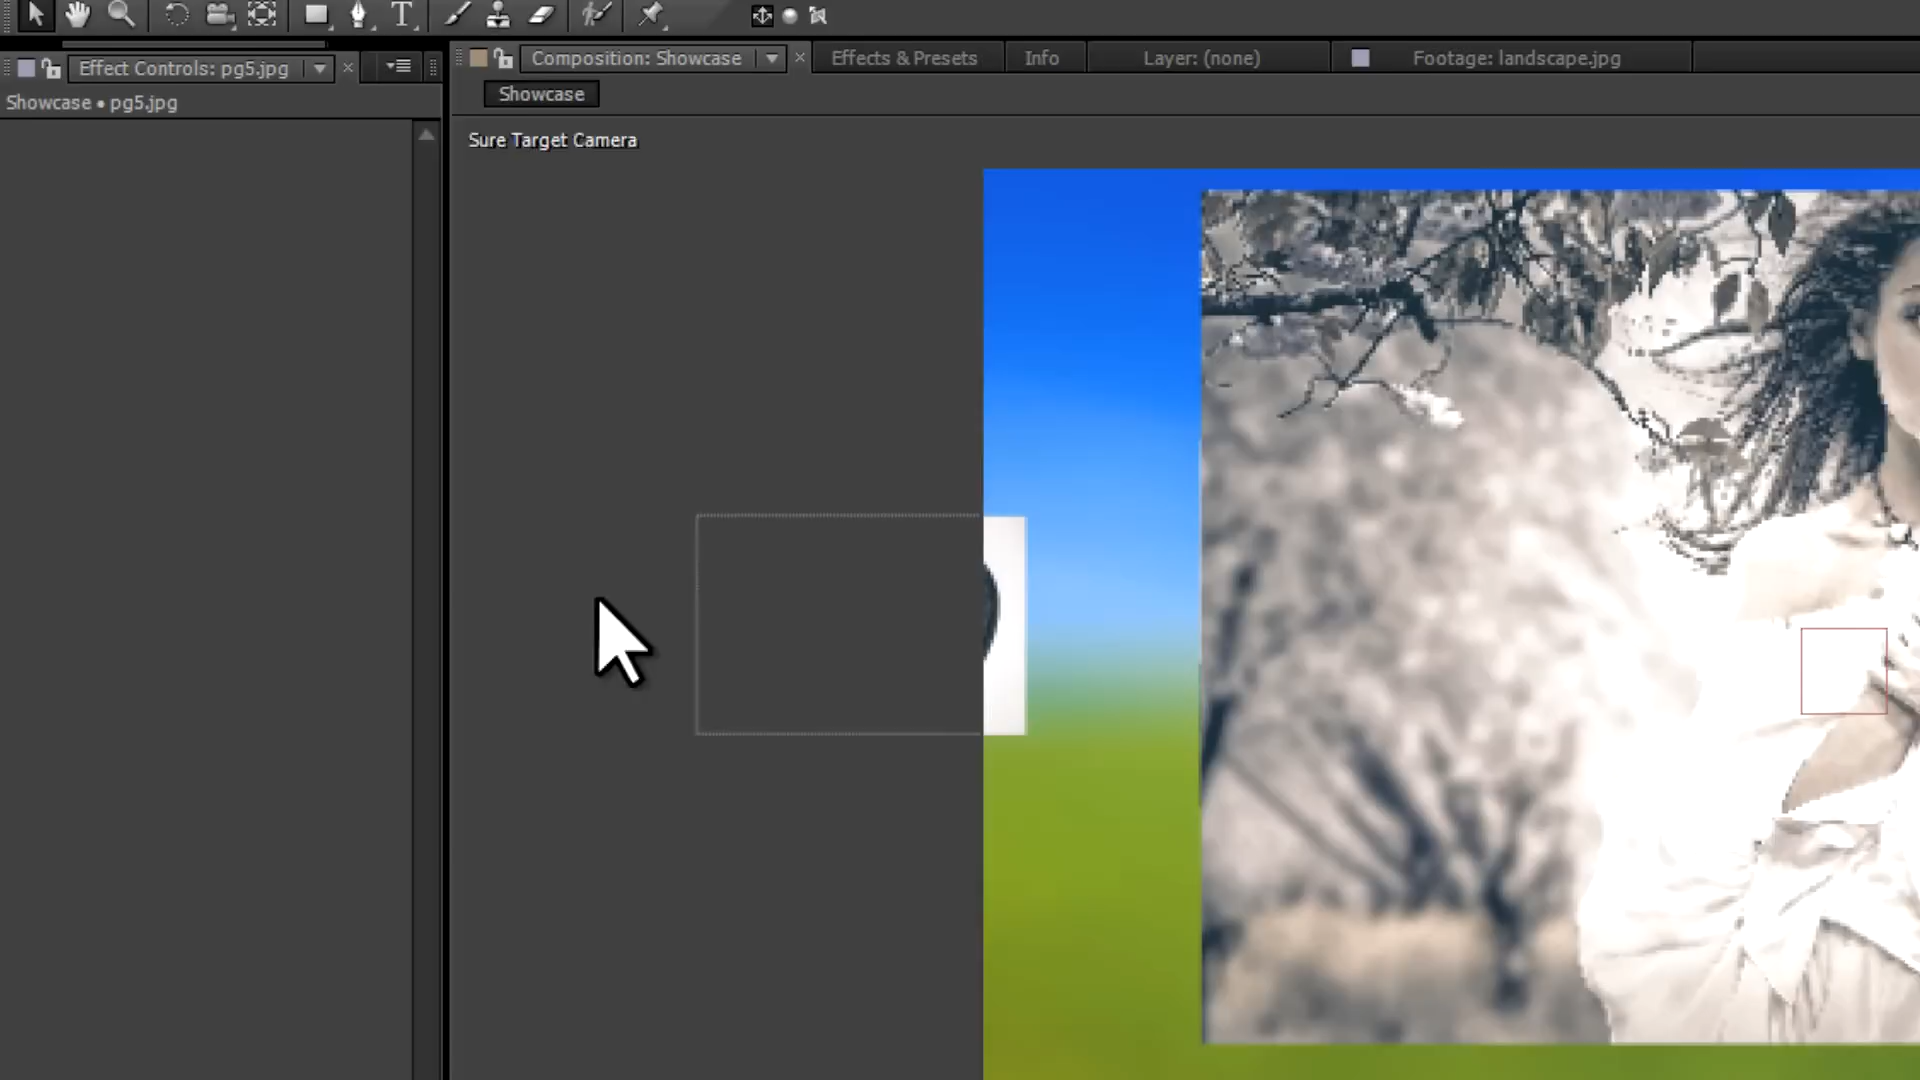 T
Effect Controls: pg5.jpg
Showcase • pg5.jpg
Composition: Showcase
Effects & Presets
Info
Layer: (none)
Footage: landscape.jpg
Showcase
Sure Target Camera